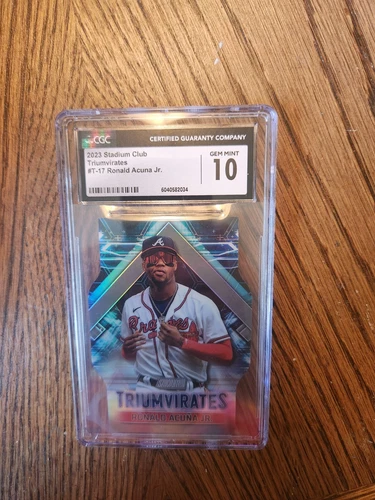 CGC
CERTIFIED GUARANTY COMPANY
2023 Stadium Club
Triumvirates
#T-17 Ronald Acuna Jr.
GEM MINT
10
6040582034
A
Braves
TRIUMVIRATES
RONALD ACUÑA JR.